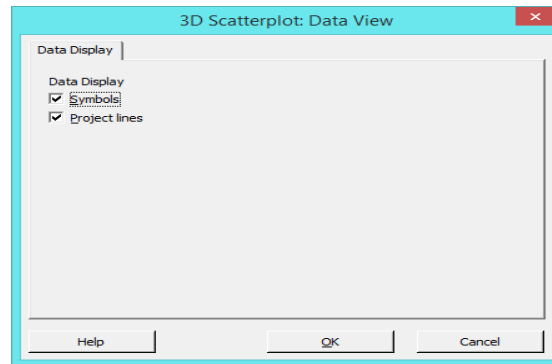 3D Scatterplot: Data View
Data Display
Data Display
Symbols
Project lines
Help OK Cancel